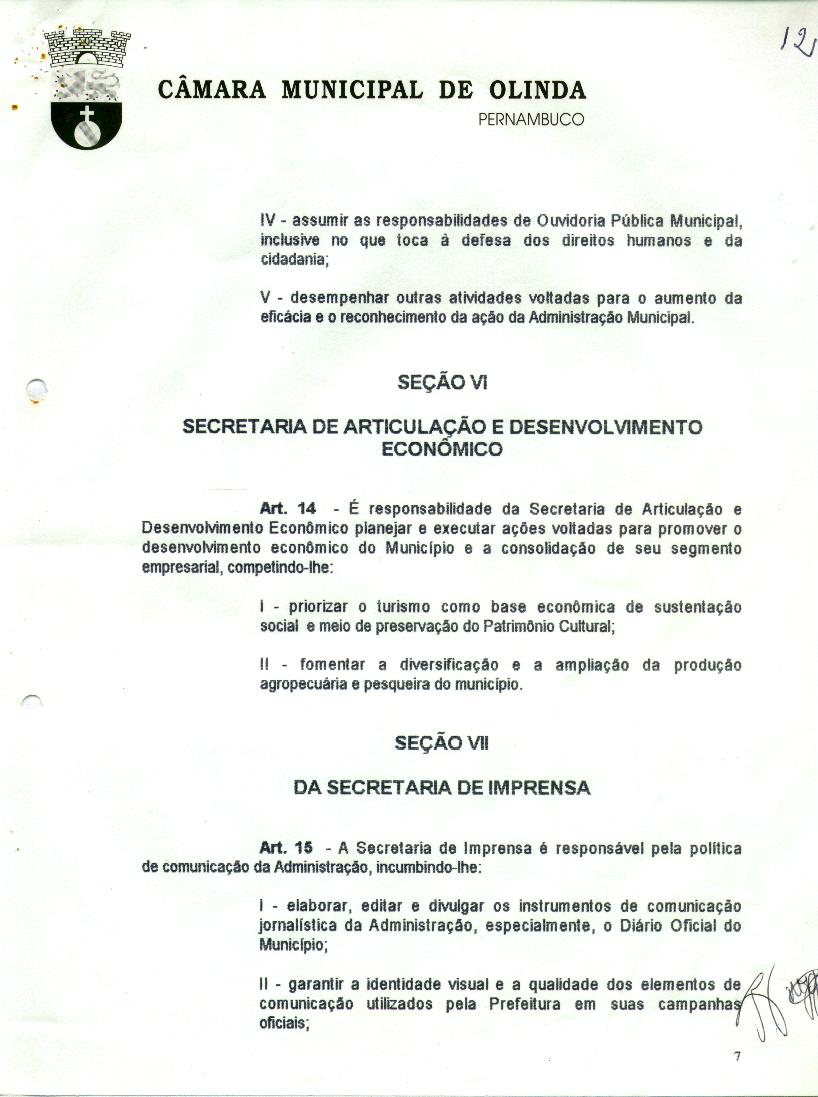 12
CÂMARA MUNICIPAL DE OLINDA
PERNAMBUCO
IV - assumir as responsabilidades de Ouvidoria Pública Municipal,
inclusive no que toca à defesa dos direitos humanos e da
cidadania;
V - desempenhar outras atividades voltadas para o aumento da
eficácia e o reconhecimento da ação da Administração Municipal.
SEÇÃO VI
SECRETARIA DE ARTICULAÇÃO E DESENVOLVIMENTO
ECONÔMICO
Art. 14 - É responsabilidade da Secretaria de Articulação e
Desenvolvimento Econômico planejar e executar ações voltadas para promover o
desenvolvimento econômico do Município e a consolidação de seu segmento
empresarial, competindo-lhe:
I - priorizar o turismo como base econômica de sustentação
social e meio de preservação do Patrimônio Cultural;
II - fomentar a diversificação e a ampliação da produção
agropecuária e pesqueira do município.
SEÇÃO VII
DA SECRETARIA DE IMPRENSA
Art. 15 - A Secretaria de Imprensa é responsável pela política
de comunicação da Administração, incumbindo-lhe:
I - elaborar, editar e divulgar os instrumentos de comunicação
jornalística da Administração, especialmente, o Diário Oficial do
Município;
II - garantir a identidade visual e a qualidade dos elementos de
comunicação utilizados pela Prefeitura em suas campanhas
oficiais;
7